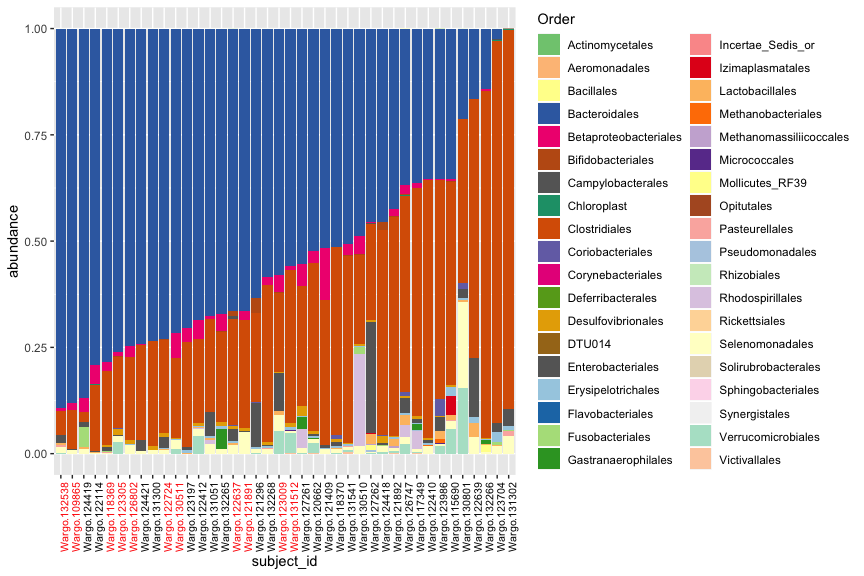 Order
Actinomycetales
Aeromonadales
Bacillales
Bacteroidales
Betaproteobacteriales
Bifidobacteriales
Campylobacterales
Chloroplast
Clostridiales
Coriobacteriales
Corynebacteriales
Deferribacterales
Desulfovibrionales
DTU014
Enterobacteriales
Erysipelotrichales
Flavobacteriales
Fusobacteriales
Gastranaerophilales
Incertae_Sedis_or
Izimaplasmatales
Lactobacillales
Methanobacteriales
Methanomassiliicoccales
Micrococcales
Mollicutes_RF39
Opitutales
Pasteurellales
Pseudomonadales
Rhizobiales
Rhodospirillales
Rickettsiales
Selenomonadales
Solirubrobacterales
Sphingobacteriales
Synergistales
Verrucomicrobiales
Victivallales
abundance
1.00
0.75
0.50
0.25
0.00
Wargo.132538
Wargo.109865
Wargo.124419
Wargo.122114
Wargo.118369
Wargo.123305
Wargo.126802
Wargo.124421
Wargo.131300
Wargo.122724
Wargo.130511
Wargo.123197
Wargo.122412
Wargo.131051
Wargo.132265
Wargo.122637
Wargo.121891
Wargo.121296
Wargo.132268
Wargo.123009
Wargo.131512
Wargo.127261
Wargo.120662
Wargo.121409
Wargo.118370
Wargo.131541
Wargo.130510
Wargo.127262
Wargo.124418
Wargo.121892
Wargo.126747
Wargo.117349
Wargo.122410
Wargo.123986
Wargo.115690
Wargo.130801
Wargo.122639
Wargo.132266
Wargo.123704
Wargo.131302
subject_id